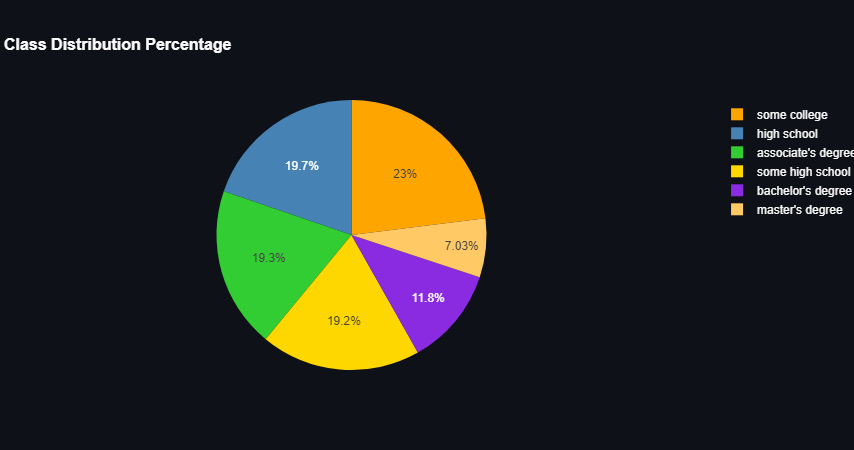 Class Distribution Percentage
some college
high school
associate's degree
some high school
bachelor's degree
master's degree
19.7%
23%
7.03%
19.3%
11.8%
19.2%